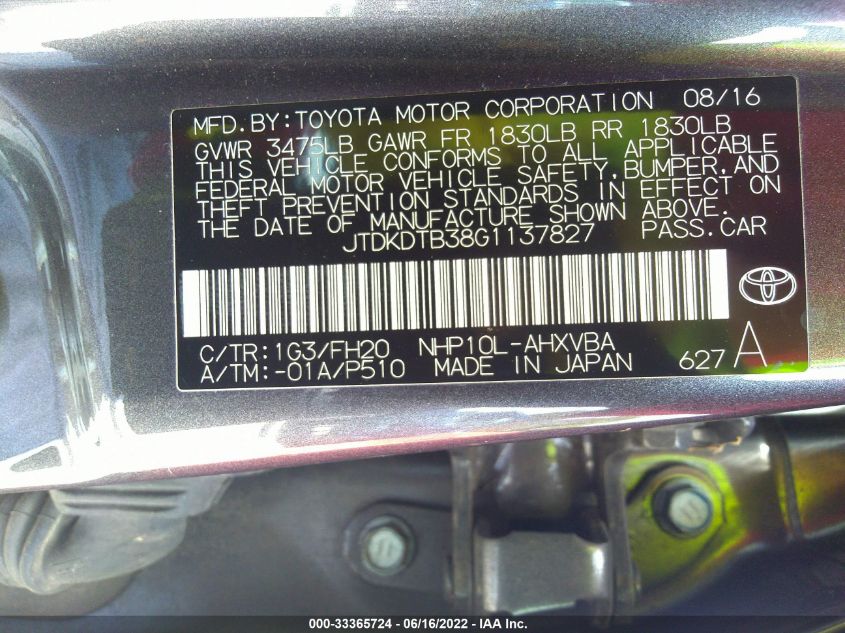 MFD.BY:TOYOTA MOTOR CORPORATION 08/16
GVWR 3475LB GAWR FR 1830LB RR 1830LB
THIS VEHICLE CONFORMS TO ALL APPLICABLE
FEDERAL MOTOR VEHICLE SAFETY,BUMPER,AND
THEFT PREVENTION STANDARDS IN EFFECT ON
THE DATE OF MANUFACTURE SHOWN ABOVE.
JTDKDTB38G1137827 PASS.CAR
C/TR:1G3/FH20 NHP10L-AHXVBA
A/TM:-01A/P510 MADE IN JAPAN 627 A
000-33365724 - 06/16/2022 - IAA Inc.